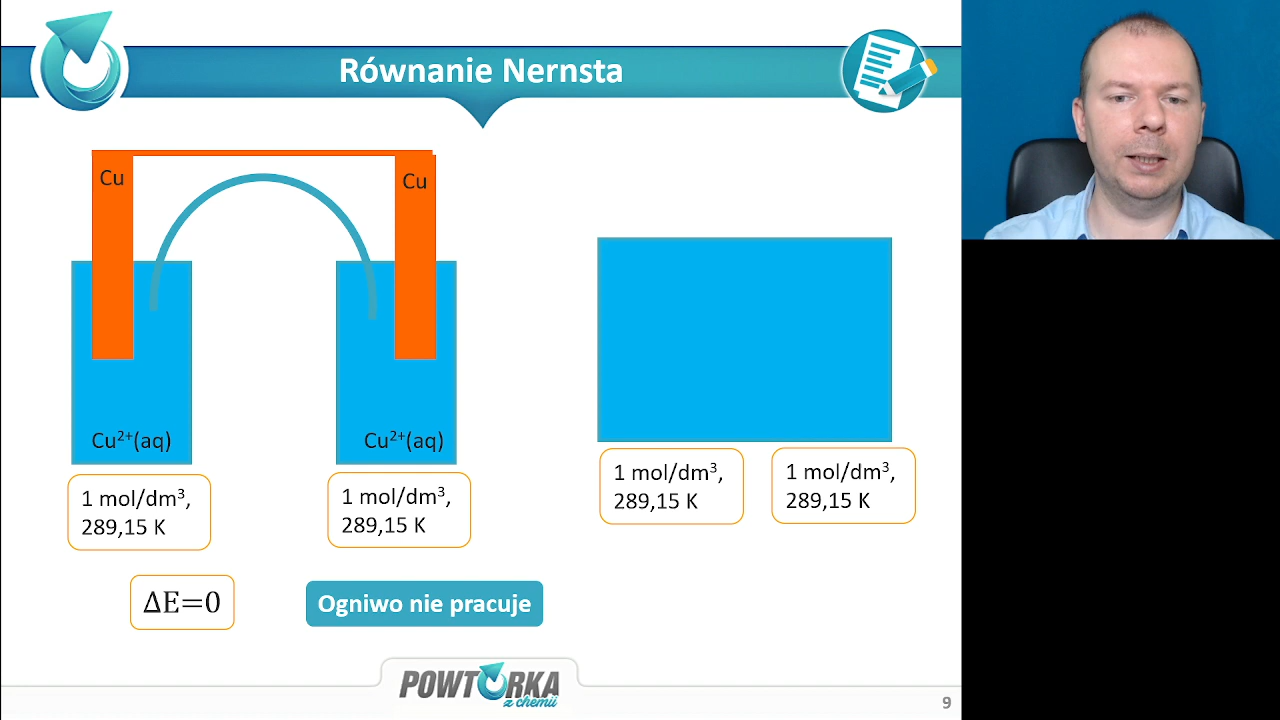 Równanie Nernsta
Cu
Cu
Cu²⁺(aq)
Cu²⁺(aq)
1 mol/dm³,
289,15 K
1 mol/dm³,
289,15 K
1 mol/dm³,
289,15 K
1 mol/dm³,
289,15 K
ΔE=0
Ogniwo nie pracuje
POWTÓRKA
z chemii
9